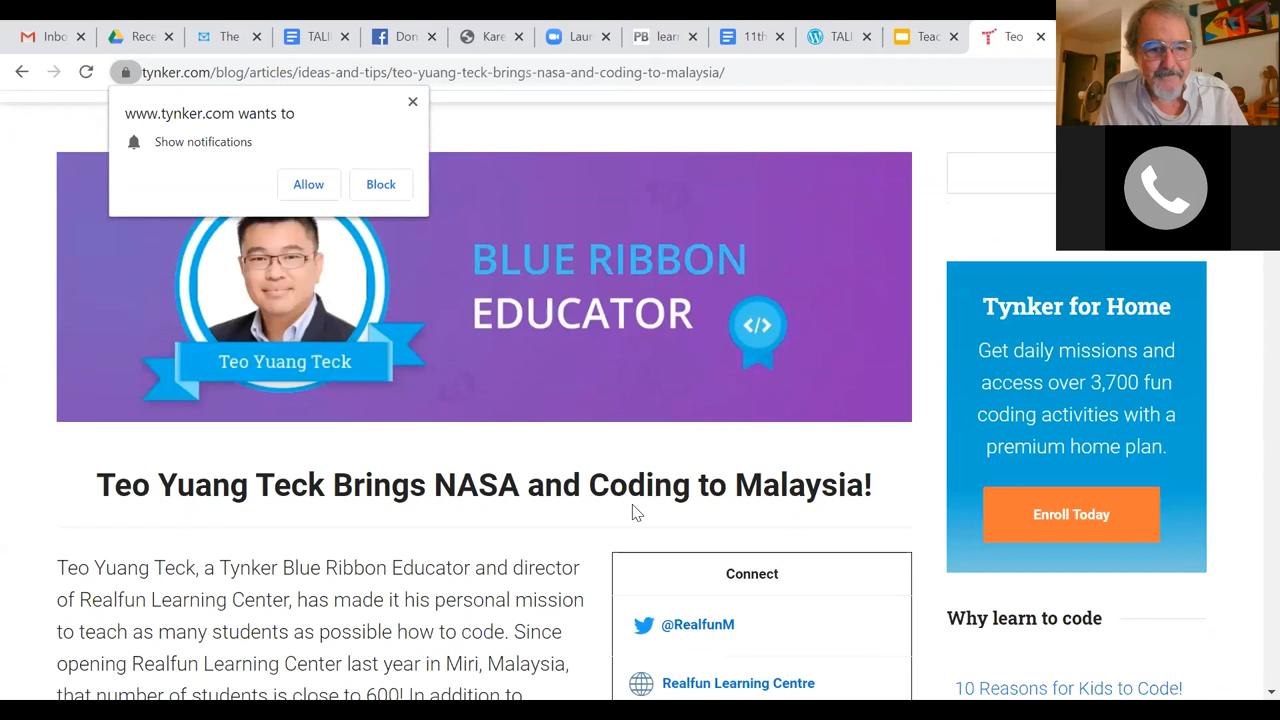 Inbo
Rece
The
TALI
Don
Kare
Laur
PB learn
11th
TALL
Teac
Teo
tynker.com/blog/articles/ideas-and-tips/teo-yuang-teck-brings-nasa-and-coding-to-malaysia/
www.tynker.com wants to
Show notifications
Allow
Block
BLUE RIBBON
EDUCATOR
</>
Teo Yuang Teck
Teo Yuang Teck Brings NASA and Coding to Malaysia!
Teo Yuang Teck, a Tynker Blue Ribbon Educator and director
of Realfun Learning Center, has made it his personal mission
to teach as many students as possible how to code. Since
opening Realfun Learning Center last year in Miri, Malaysia,
that number of students is close to 600! In addition to
Connect
@RealfunM
Realfun Learning Centre
Tynker for Home
Get daily missions and
access over 3,700 fun
coding activities with a
premium home plan.
Enroll Today
Why learn to code
10 Reasons for Kids to Code!